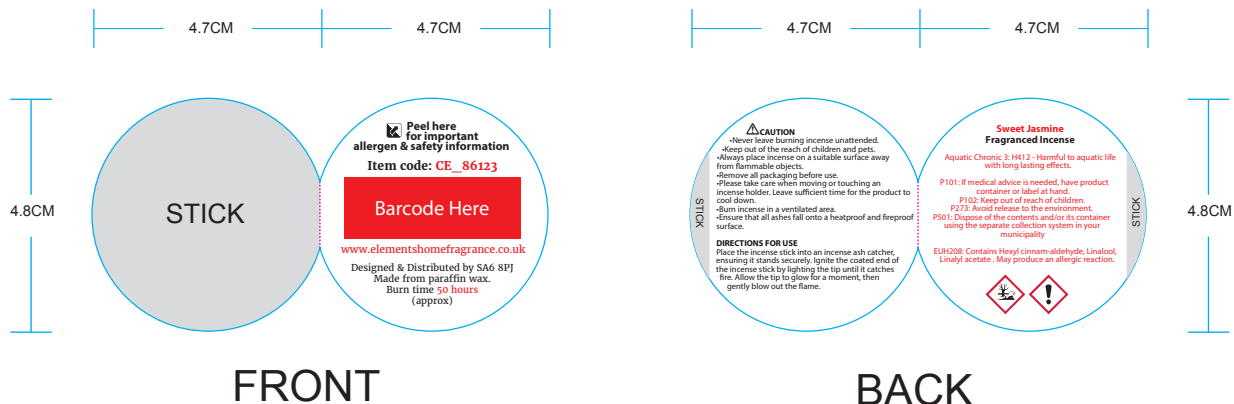 4.7CM
4.7CM
4.8CM
STICK
Peel here
for important
allergen & safety information
Item code: CE_86123
Barcode Here
www.elementshomefragrance.co.uk
Designed & Distributed by SA6 8PJ
Made from paraffin wax.
Burn time 50 hours
(approx)
FRONT
4.7CM
4.7CM
STICK
CAUTION
•Never leave burning incense unattended.
•Keep out of the reach of children and pets.
•Always place incense on a suitable surface away
from flammable objects.
•Remove all packaging before use.
•Please take care when moving or touching an
incense holder. Leave sufficient time for the product to
cool down.
•Burn incense in a ventilated area.
•Ensure that all ashes fall onto a heatproof and fireproof
surface.
DIRECTIONS FOR USE
Place the incense stick into an incense ash catcher,
ensuring it stands securely. Ignite the coated end of
the incense stick by lighting the tip until it catches
fire. Allow the tip to glow for a moment, then
gently blow out the flame.
Sweet Jasmine
Fragranced Incense
Aquatic Chronic 3: H412 - Harmful to aquatic life
with long lasting effects.
P101: If medical advice is needed, have product
container or label at hand.
P102: Keep out of reach of children.
P273: Avoid release to the environment.
P501: Dispose of the contents and/or its container
using the separate collection system in your
municipality
EUH208: Contains Hexyl cinnam-aldehyde, Linalool,
Linalyl acetate . May produce an allergic reaction.
STICK
4.8CM
BACK